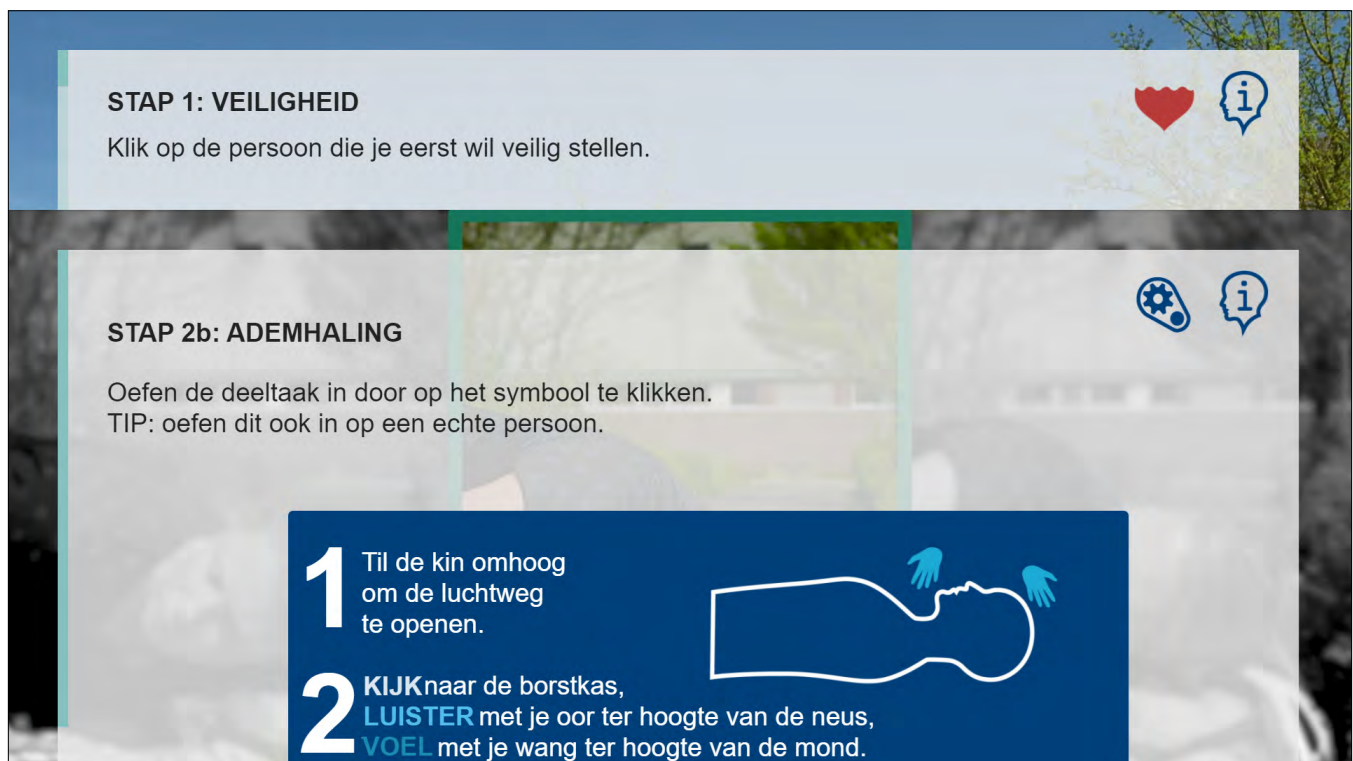 STAP 1: VEILIGHEID
Klik op de persoon die je eerst wil veilig stellen.
i
STAP 2b: ADEMHALING
i
Oefen de deeltaak in door op het symbool te klikken.
TIP: oefen dit ook in op een echte persoon.
1 Til de kin omhoog
om de luchtweg
te openen.
2 KIJK naar de borstkas,
LUISTER met je oor ter hoogte van de neus,
VOEL met je wang ter hoogte van de mond.